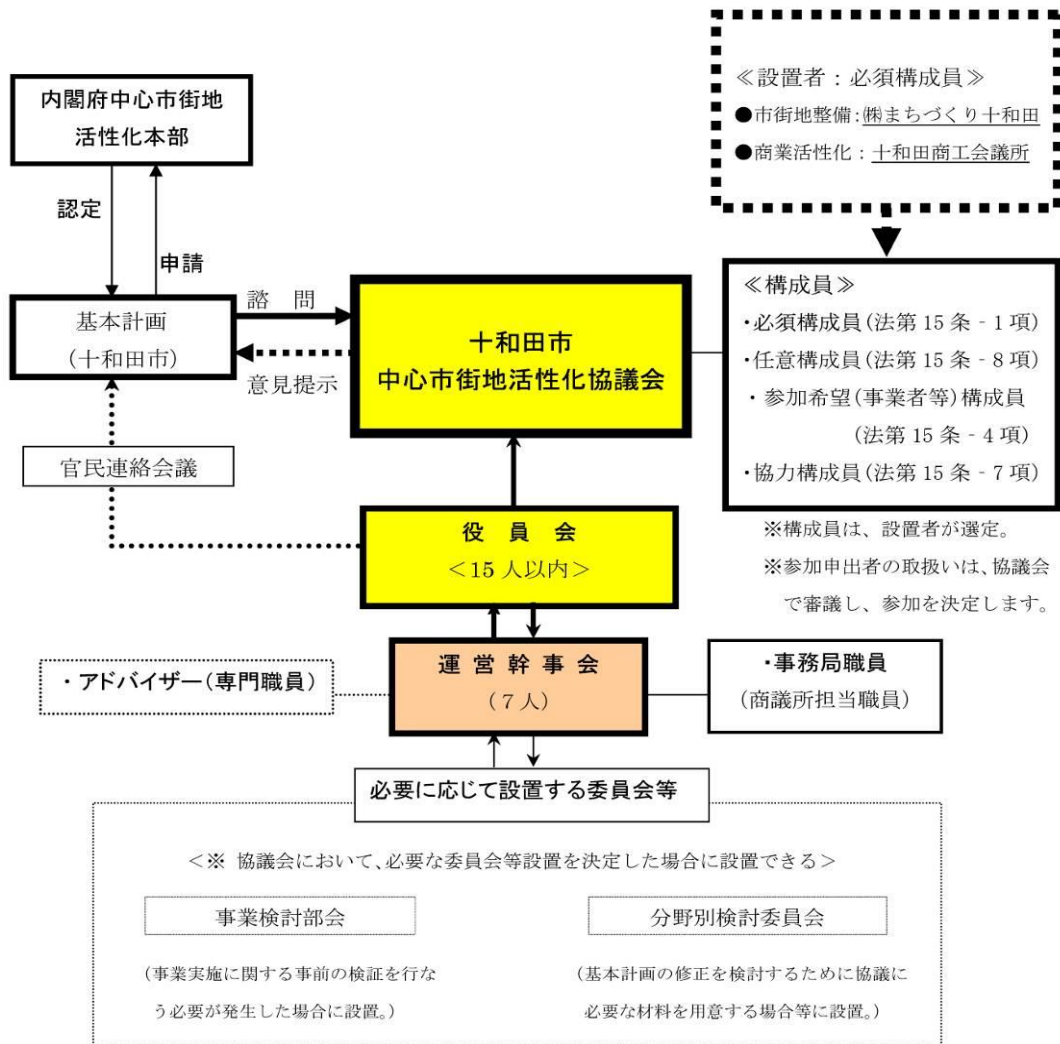 ≪設置者：必須構成員≫
●市街地整備：㈱まちづくり十和田
●商業活性化：十和田商工会議所
内閣府中心市街地
活性化本部
認定
申請
基本計画
(十和田市)
諮　問
意見提示
十和田市
中心市街地活性化協議会
≪構成員≫
・必須構成員(法第15条‐1項)
・任意構成員(法第15条‐8項)
・参加希望(事業者等)構成員
(法第15条‐4項)
・協力構成員(法第15条‐7項)
※構成員は、設置者が選定。
※参加申出者の取扱いは、協議会
で審議し、参加を決定します。
官民連絡会議
役　員　会
＜15人以内＞
運営幹事会
(7人)
・アドバイザー(専門職員)
・事務局職員
(商議所担当職員)
必要に応じて設置する委員会等
＜※ 協議会において、必要な委員会等設置を決定した場合に設置できる＞
事業検討部会
(事業実施に関する事前の検証を行な
う必要が発生した場合に設置。)
分野別検討委員会
(基本計画の修正を検討するために協議に
必要な材料を用意する場合等に設置。)